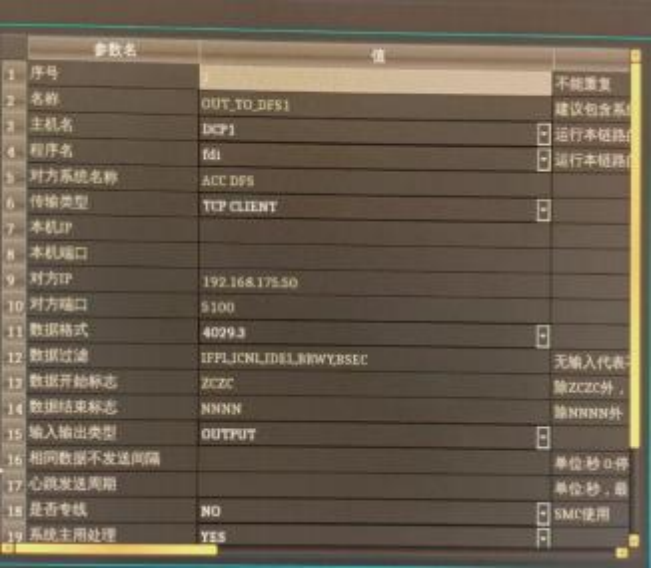 参数名 值
1 序号 不能重复
2 名称 OUT_TO_DFS1 建议包含系统
3 主机名 DCP1 运行本链路的
4 程序名 fdi 运行本链路的
5 对方系统名称 ACC DFS
6 传输类型 TCP CLIENT
7 本机IP
8 本机端口
9 对方IP 192.168.175.50
10 对方端口 5100
11 数据格式 4029.3
12 数据过滤 无输入代表
13 数据开始标志 ZCZC 除ZCZC外，
14 数据结束标志 NNNN 除NNNN外
15 输入输出类型 OUTPUT
16 相同数据不发送间隔 单位:秒 0:停
17 心跳发送周期 单位:秒，最
18 是否专线 NO SMC使用
19 系统主用处理 YES